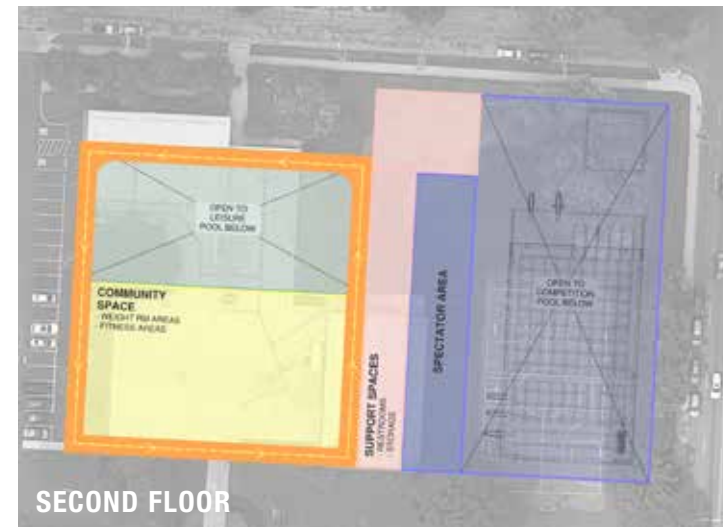 OPEN TO
LEISURE
POOL BELOW
COMMUNITY
SPACE
- WEIGHT RM AREAS
- FITNESS AREAS
SUPPORT SPACES
- RESTROOMS
- STORAGE
SPECTATOR AREA
OPEN TO
COMPETITION
POOL BELOW
SECOND FLOOR